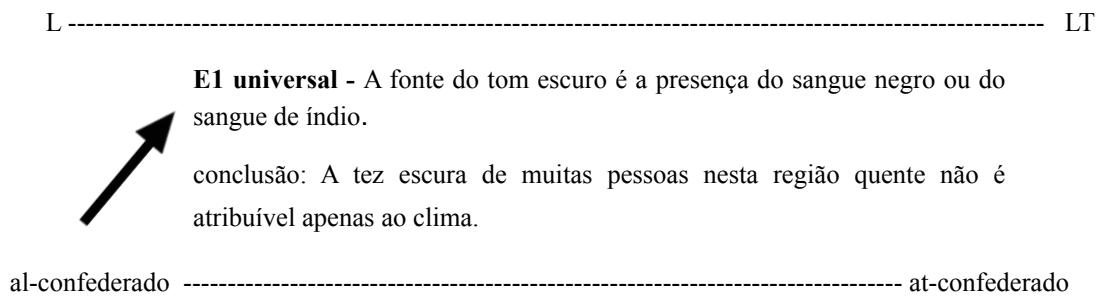 L -------------------------------------------------------------------------------------------------------------- LT
E1 universal - A fonte do tom escuro é a presença do sangue negro ou do
sangue de índio.
conclusão: A tez escura de muitas pessoas nesta região quente não é
atribuível apenas ao clima.
al-confederado --------------------------------------------------------------------------------- at-confederado